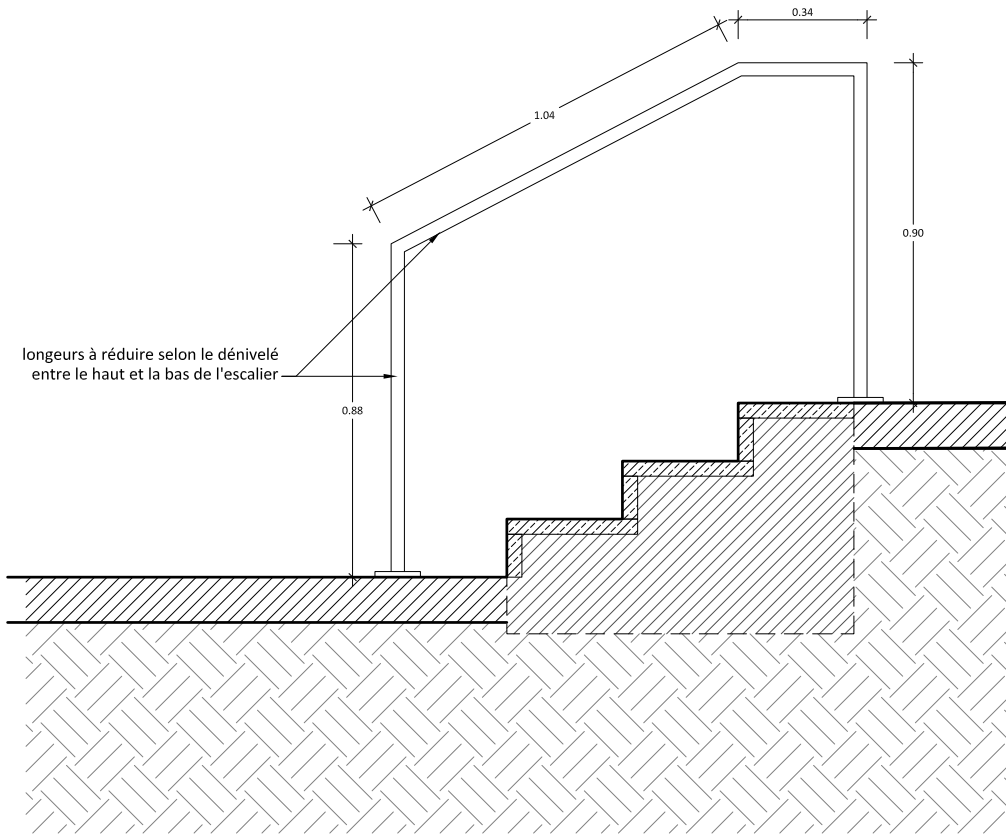 0.34
1.04
0.90
longeurs à réduire selon le dénivelé
entre le haut et la bas de l'escalier
0.88